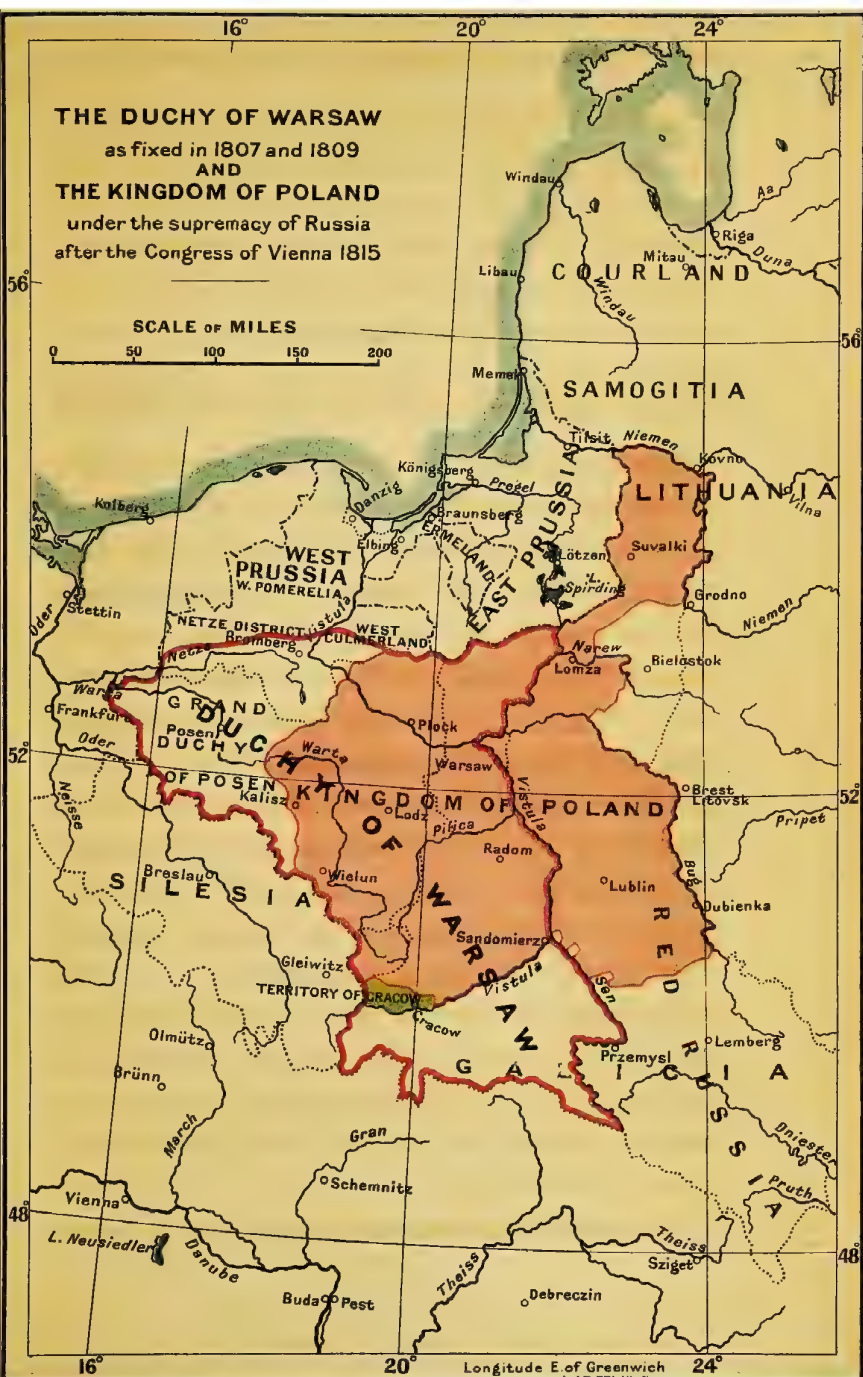 16°
20°
24°
THE DUCHY OF WARSAW
as fixed in 1807 and 1809
AND
THE KINGDOM OF POLAND
under the supremacy of Russia
after the Congress of Vienna 1815
SCALE OF MILES
0 50 100 150 200
Windau
Aa
Riga
Mitau
Duna
COURLAND
Libau
Windau
56°
56°
Memel
SAMOGITIA
Tilsit
Niemen
Kovno
LITHUANIA
Vilna
Königsberg
Pregel
Kolberg
Danzig
Braunsberg
Elbing
ERMELAND
EAST PRUSSIA
Lötzen
L. Spirding
Suvalki
WEST
PRUSSIA
W. POMERELIA
Stettin
Oder
Grodno
Niemen
NETZE DISTRICT
Vistula
WEST
CULMERLAND
Netze
Bromberg
Narew
Lomza
Bielostok
Warta
Frankfurt
GRAND
DUCHY
OF POSEN
Posen
Plock
Oder
52°
Warta
Warsaw
DUCHY OF WARSAW
KINGDOM OF POLAND
Brest
Litovsk
52°
Kalisz
Lodz
Pilica
Vistula
Pripet
Neisse
Radom
Breslau
SILESIA
Wielun
Lublin
Bug
Dubienka
RED RUSSIA
Sandomierz
Gleiwitz
Vistula
San
TERRITORY OF CRACOW
Cracow
Olmütz
Przemysl
Lemberg
GALICIA
Brünn
March
Gran
Dniester
Schemnitz
Pruth
Vienna
48°
L. Neusiedler
Danube
Theiss
Sziget
48°
Buda
Pest
Theiss
Debreczin
16°
20°
Longitude E. of Greenwich
24°